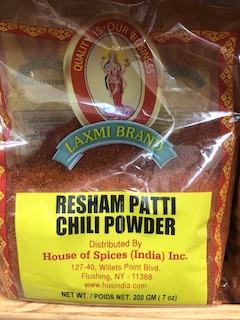 QUALITY IS OUR BUSINESS
LAXMI BRAND
RESHAM PATTI
CHILI POWDER
Distributed By
House of Spices (India) Inc.
127-40, Willets Point Blvd.
Flushing, NY - 11368
www.hosindia.com
NET WT. / POIDS NET. 200 GM ( 7 oz)